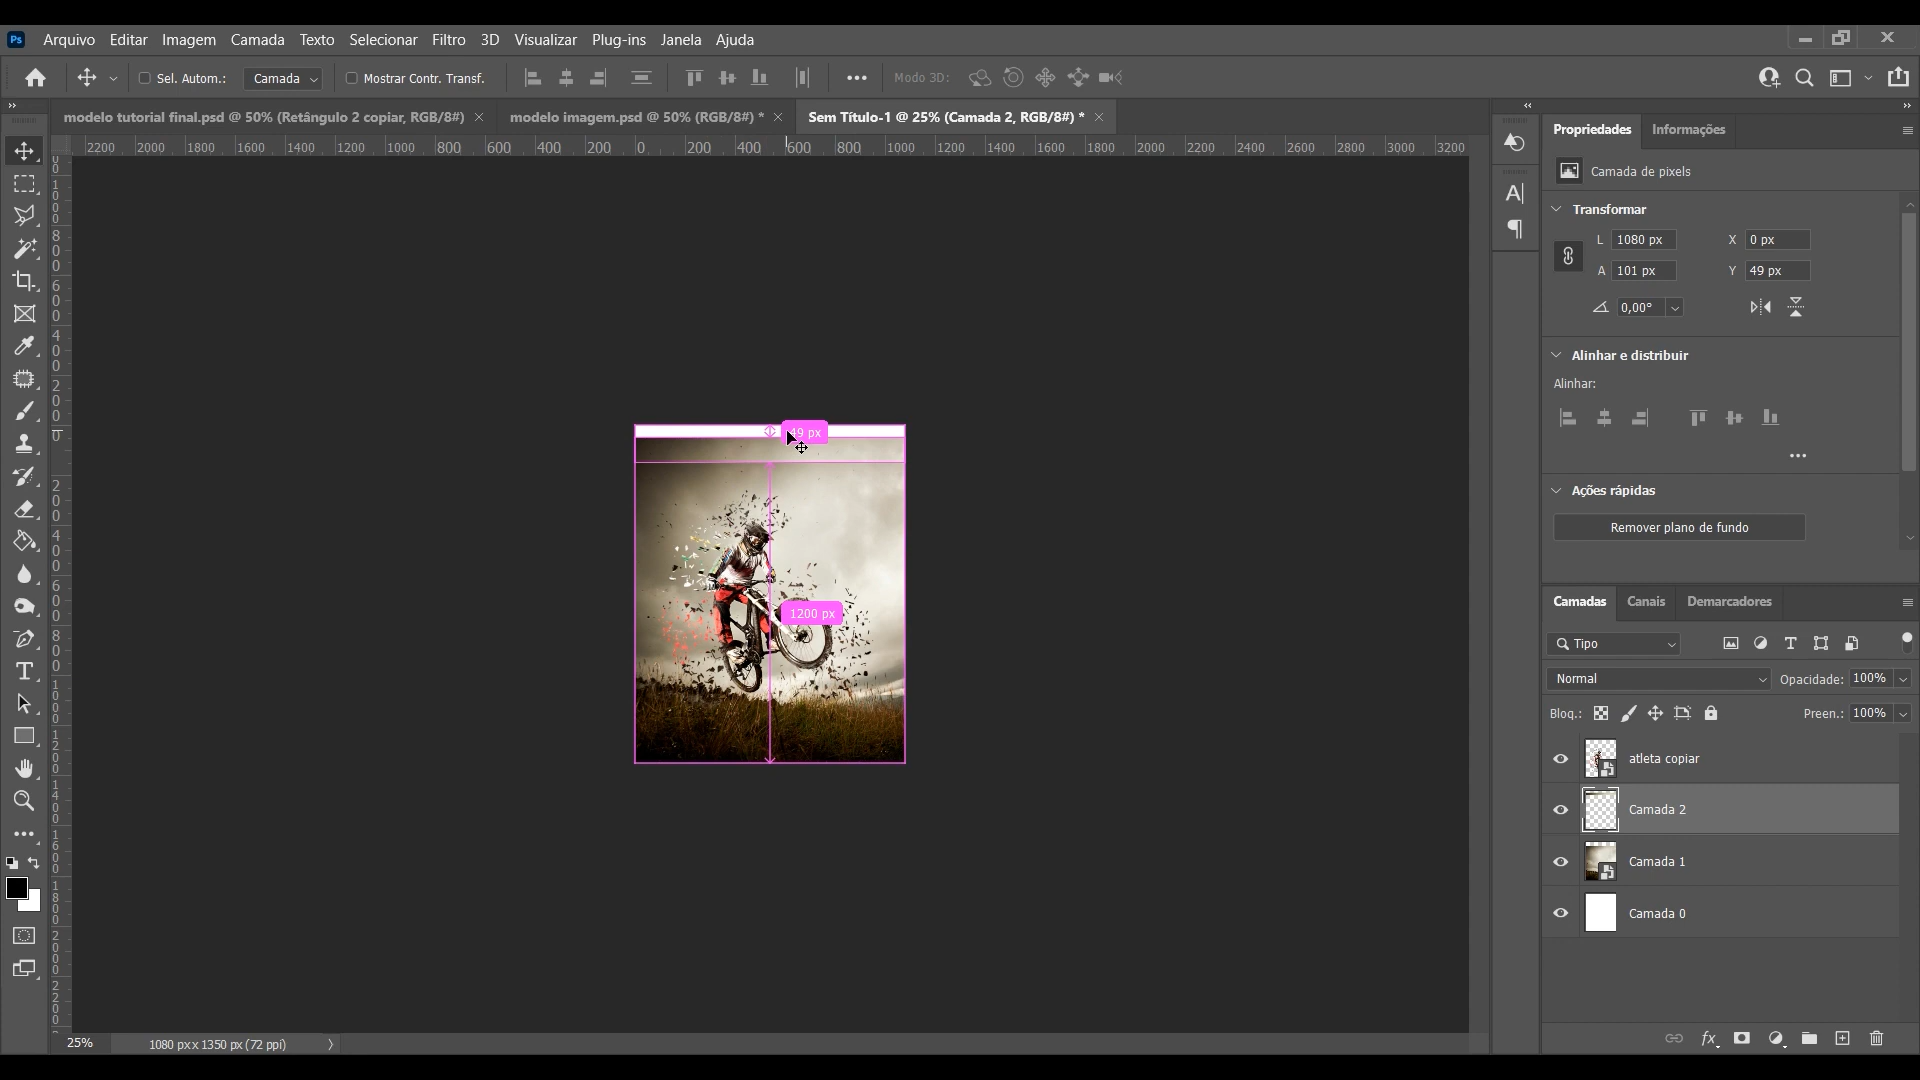 Ps Arquivo Editar Imagem Camada Texto Selecionar Filtro 3D Visualizar Plug-ins Janela Ajuda
Sel. Autom.: Camada Mostrar Contr. Transf. Modo 3D:
modelo tutorial final.psd @ 50% (Retângulo 2 copiar, RGB/8#) modelo imagem.psd @ 50% (RGB/8#) * Sem Título-1 @ 25% (Camada 2, RGB/8#) *
2200 2000 1800 1600 1400 1200 1000 800 600 400 200 0 200 400 600 800 1000 1200 1400 1600 1800 2000 2200 2400 2600 2800 3000 3200
Propriedades Informações
Camada de pixels
Transformar
L 1080 px X 0 px
A 101 px Y 49 px
0,00°
Alinhar e distribuir
Alinhar:
Ações rápidas
Remover plano de fundo
49 px
1200 px
Camadas Canais Demarcadores
Tipo
Normal Opacidade: 100%
Bloq.: Preen.: 100%
atleta copiar
Camada 2
Camada 1
Camada 0
fx
25% 1080 px x 1350 px (72 ppi)